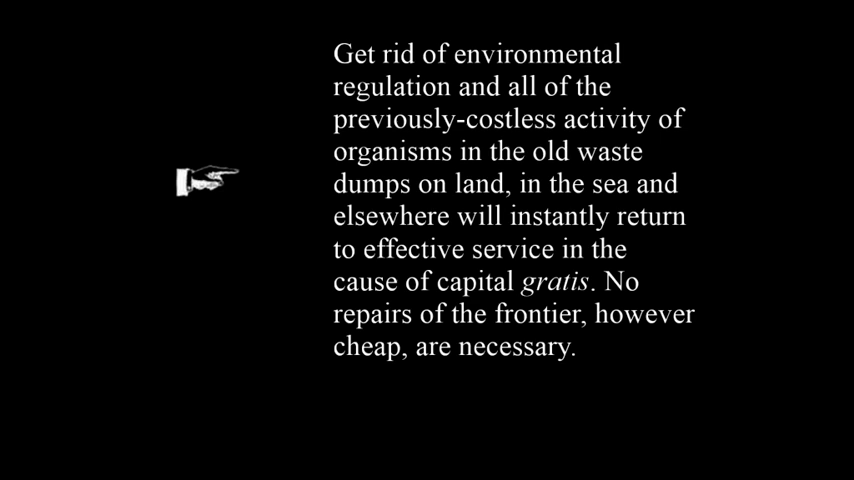 Get rid of environmental
regulation and all of the
previously-costless activity of
organisms in the old waste
dumps on land, in the sea and
elsewhere will instantly return
to effective service in the
cause of capital gratis. No
repairs of the frontier, however
cheap, are necessary.